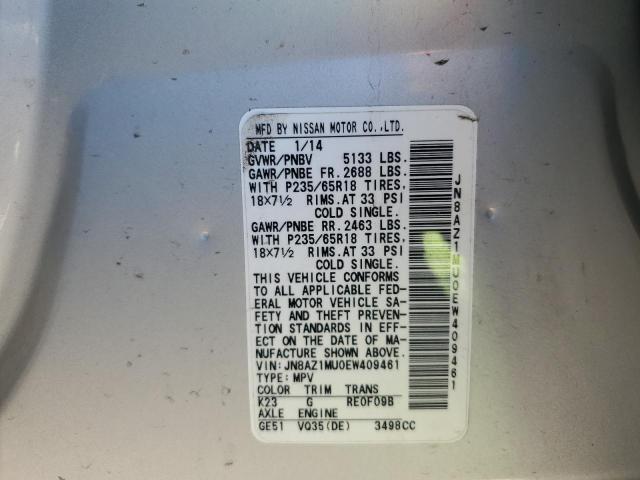 MFD BY NISSAN MOTOR CO.,LTD.
DATE 1/14
GVWR/PNBV 5133 LBS.
GAWR/PNBE FR. 2688 LBS.
WITH P235/65R18 TIRES,
18X7½ RIMS. AT 33 PSI
COLD SINGLE.
GAWR/PNBE RR. 2463 LBS.
WITH P235/65R18 TIRES,
18X7½ RIMS. AT 33 PSI
COLD SINGLE.
THIS VEHICLE CONFORMS
TO ALL APPLICABLE FED-
ERAL MOTOR VEHICLE SA-
FETY AND THEFT PREVEN-
TION STANDARDS IN EFF-
ECT ON THE DATE OF MA-
NUFACTURE SHOWN ABOVE.
VIN: JN8AZ1MU0EW409461
TYPE: MPV
COLOR TRIM TRANS
K23 G RE0F09B
AXLE ENGINE
GE51 VQ35(DE) 3498CC
JN8AZ1MU0EW409461